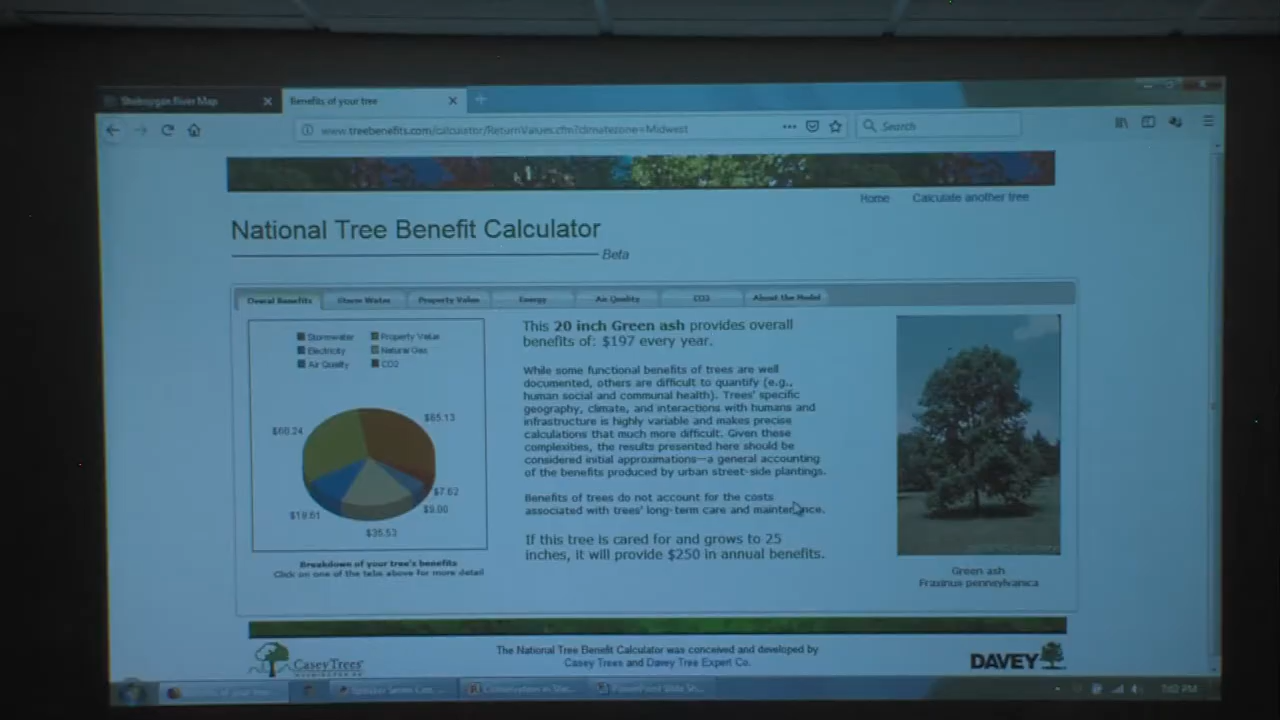 Sheboygan River Map
Benefits of your tree
www.treebenefits.com/calculator/ReturnValues.cfm?climatezone=Midwest
Search
Home
Calculate another tree
National Tree Benefit Calculator
Beta
Overall Benefits
Storm Water
Property Value
Energy
Air Quality
CO2
About the Model
Stormwater
Property Value
Electricity
Natural Gas
Air Quality
CO2
$7.62
$9.00
$35.53
Breakdown of your tree's benefits
Click on one of the tabs above for more detail
This 20 inch Green ash provides overall
benefits of: $197 every year.
While some functional benefits of trees are well
documented, others are difficult to quantify (e.g.,
human social and communal health). Trees' specific
geography, climate, and interactions with humans and
infrastructure is highly variable and makes precise
calculations that much more difficult. Given these
complexities, the results presented here should be
considered initial approximations—a general accounting
of the benefits produced by urban street-side plantings.
Benefits of trees do not account for the costs
associated with trees' long-term care and maintenance.
If this tree is cared for and grows to 25
inches, it will provide $250 in annual benefits.
Green ash
Fraxinus pennsylvanica
Casey Trees
The National Tree Benefit Calculator was conceived and developed by
Casey Trees and Davey Tree Expert Co.
DAVEY
Benefits of your tree